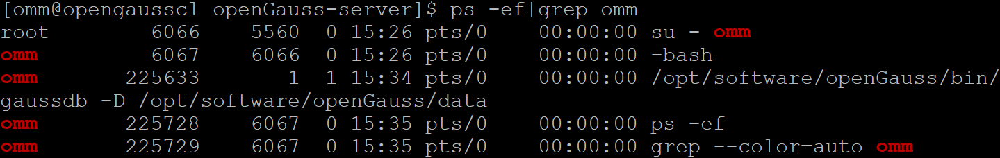 [omm@opengausscl openGauss-server]$ ps -ef|grep omm
root        6066    5560  0 15:26 pts/0    00:00:00 su - omm
omm         6067    6066  0 15:26 pts/0    00:00:00 -bash
omm       225633       1  1 15:34 pts/0    00:00:00 /opt/software/openGauss/bin/
gaussdb -D /opt/software/openGauss/data
omm       225728    6067  0 15:35 pts/0    00:00:00 ps -ef
omm       225729    6067  0 15:35 pts/0    00:00:00 grep --color=auto omm